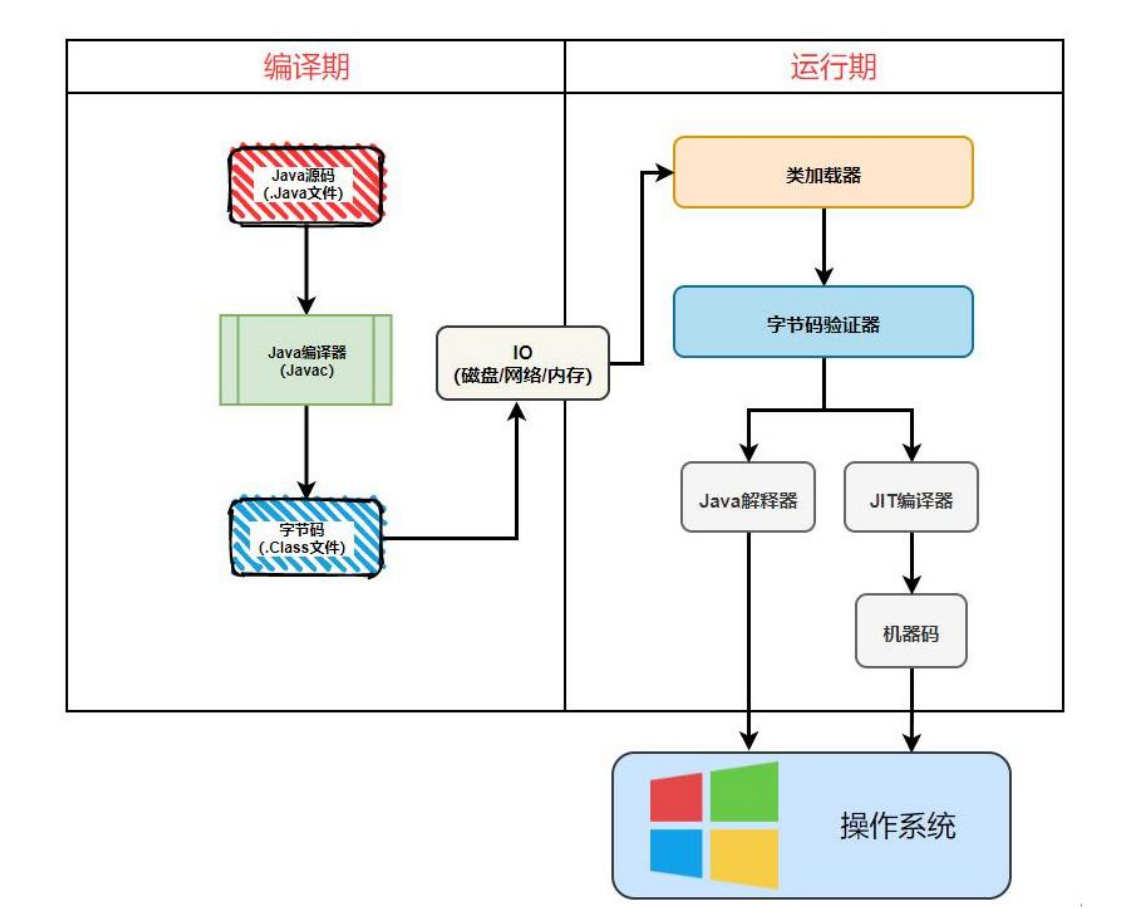 编译期
运行期
Java源码
(.Java文件)
Java编译器
(Javac)
字节码
(.Class文件)
IO
(磁盘/网络/内存)
类加载器
字节码验证器
Java解释器
JIT编译器
机器码
操作系统